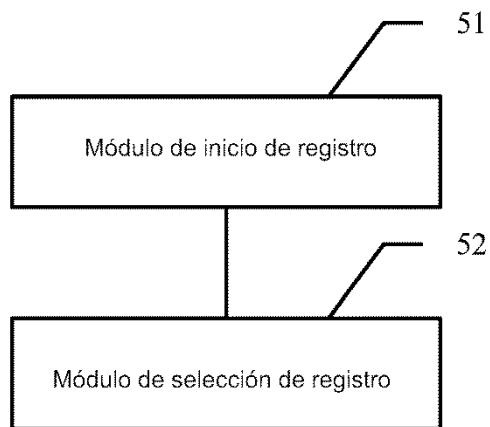 51
Módulo de inicio de registro
52
Módulo de selección de registro